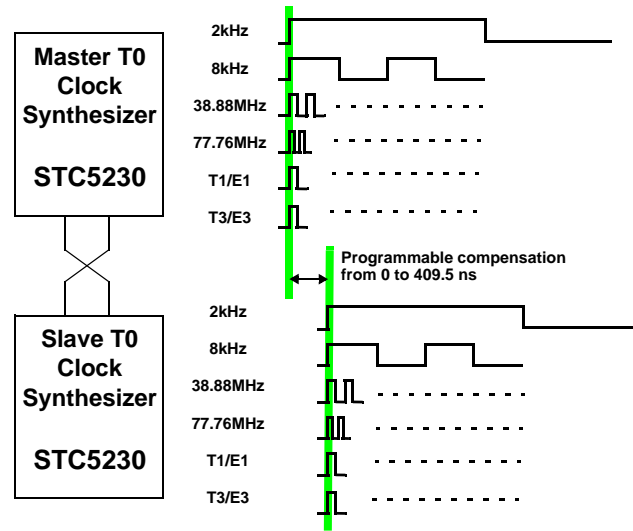 Master T0
Clock
Synthesizer
STC5230
2kHz
8kHz
38.88MHz
77.76MHz
T1/E1
T3/E3
Programmable compensation
from 0 to 409.5 ns
Slave T0
Clock
Synthesizer
STC5230
2kHz
8kHz
38.88MHz
77.76MHz
T1/E1
T3/E3